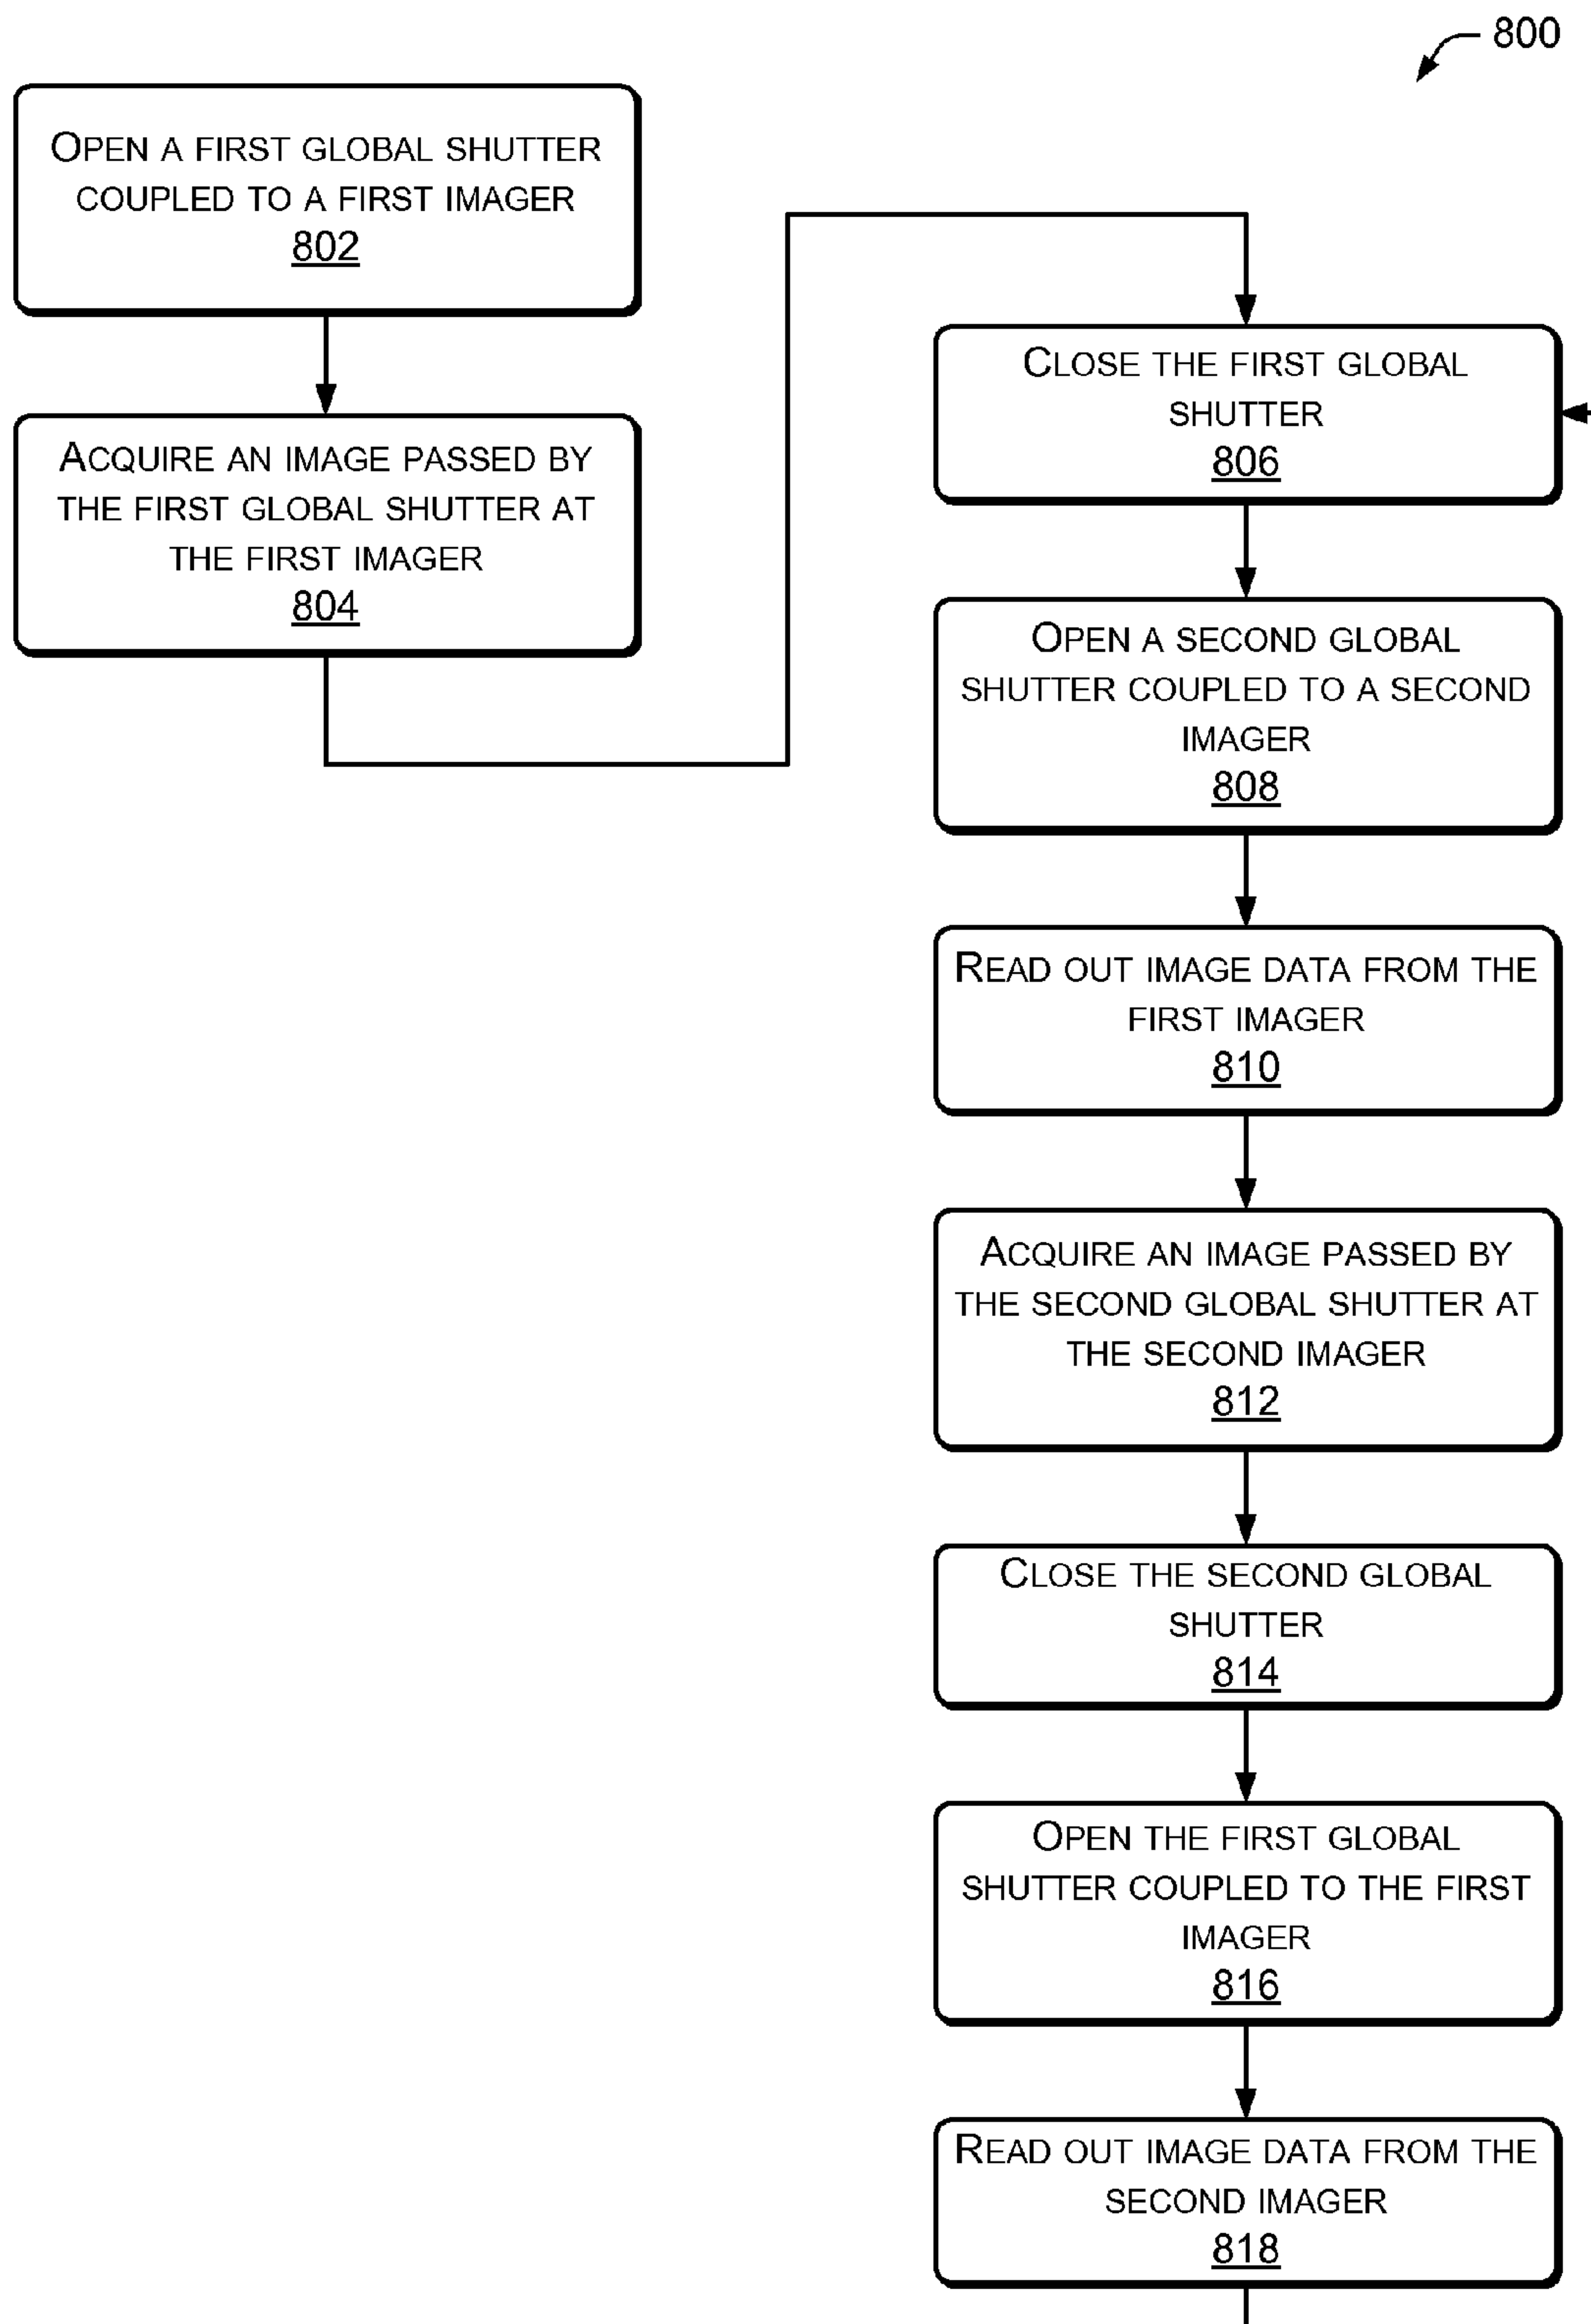 800
OPEN A FIRST GLOBAL SHUTTER
COUPLED TO A FIRST IMAGER
802
ACQUIRE AN IMAGE PASSED BY
THE FIRST GLOBAL SHUTTER AT
THE FIRST IMAGER
804
CLOSE THE FIRST GLOBAL
SHUTTER
806
OPEN A SECOND GLOBAL
SHUTTER COUPLED TO A SECOND
IMAGER
808
READ OUT IMAGE DATA FROM THE
FIRST IMAGER
810
ACQUIRE AN IMAGE PASSED BY
THE SECOND GLOBAL SHUTTER AT
THE SECOND IMAGER
812
CLOSE THE SECOND GLOBAL
SHUTTER
814
OPEN THE FIRST GLOBAL
SHUTTER COUPLED TO THE FIRST
IMAGER
816
READ OUT IMAGE DATA FROM THE
SECOND IMAGER
818